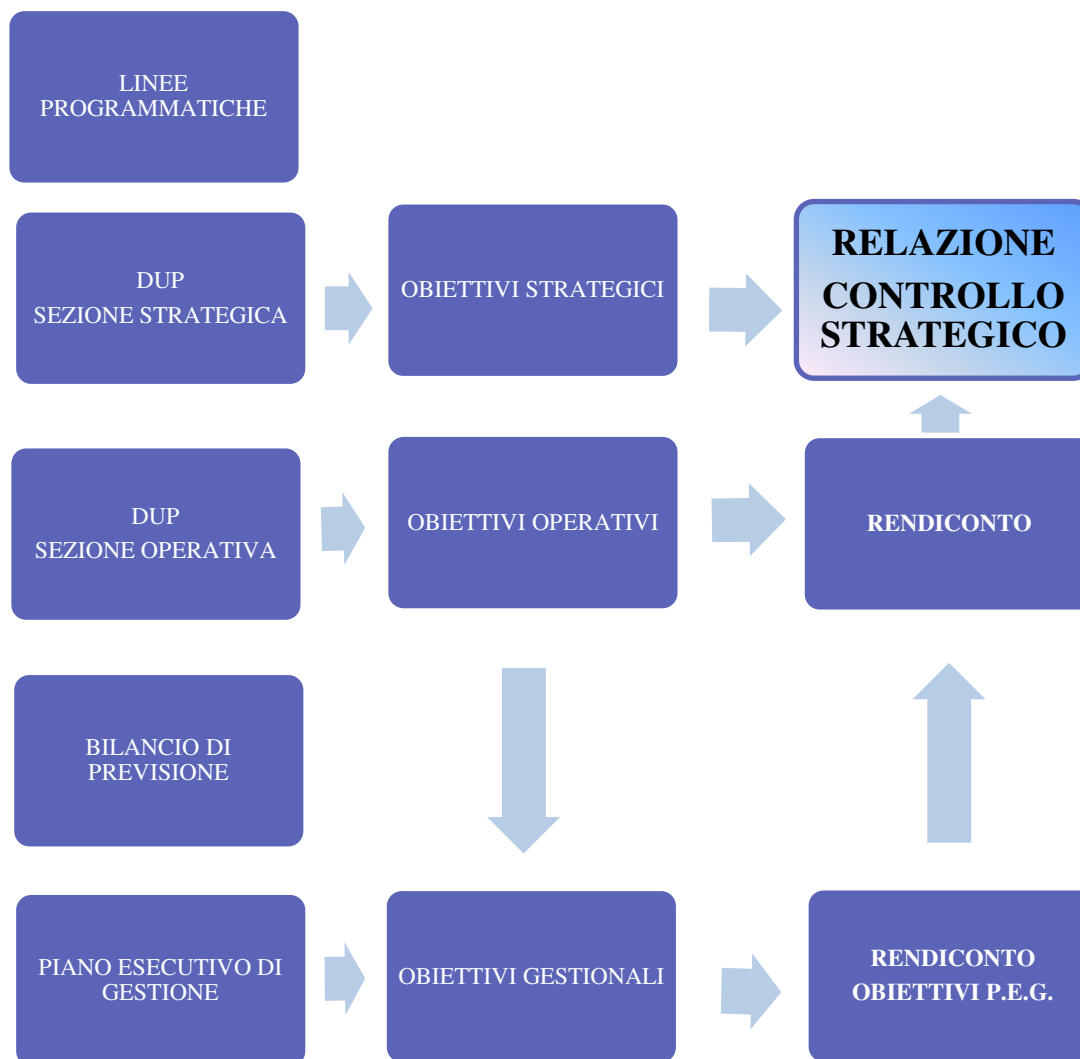 LINEE
PROGRAMMATICHE
DUP
SEZIONE STRATEGICA
OBIETTIVI STRATEGICI
RELAZIONE
CONTROLLO
STRATEGICO
DUP
SEZIONE OPERATIVA
OBIETTIVI OPERATIVI
RENDICONTO
BILANCIO DI
PREVISIONE
PIANO ESECUTIVO DI
GESTIONE
OBIETTIVI GESTIONALI
RENDICONTO
OBIETTIVI P.E.G.